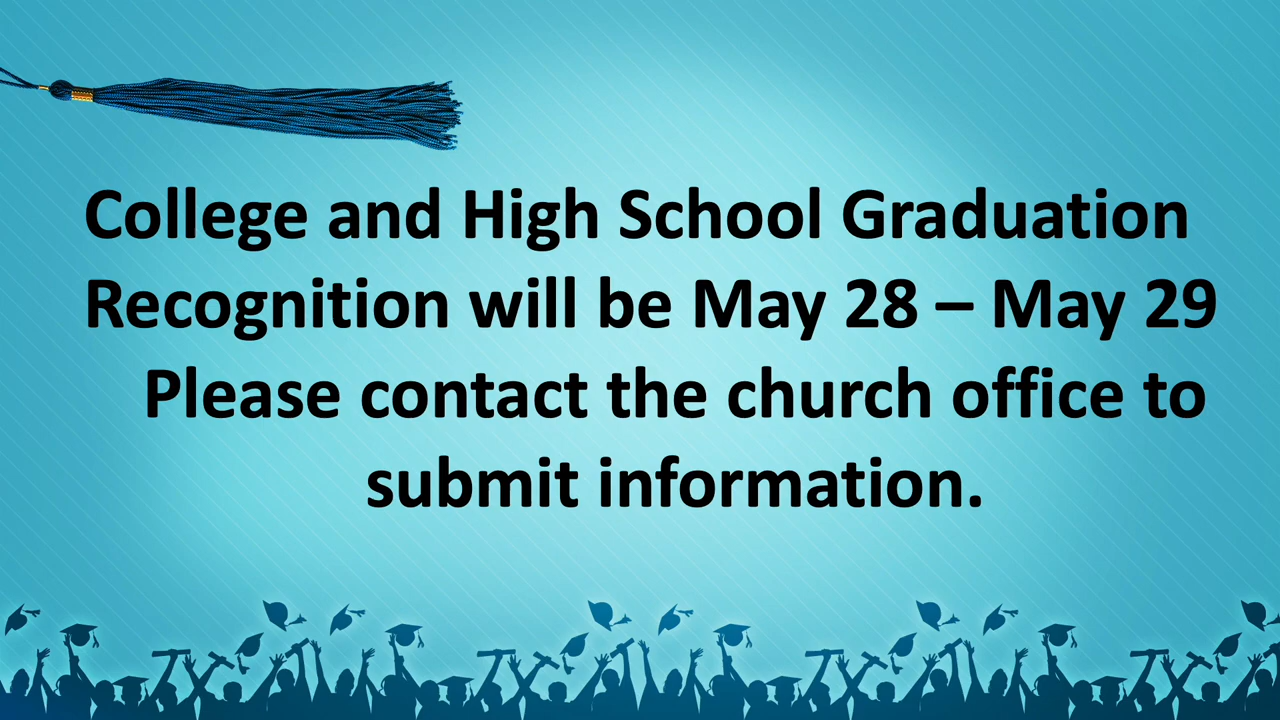 College and High School Graduation
Recognition will be May 28 – May 29
Please contact the church office to
submit information.